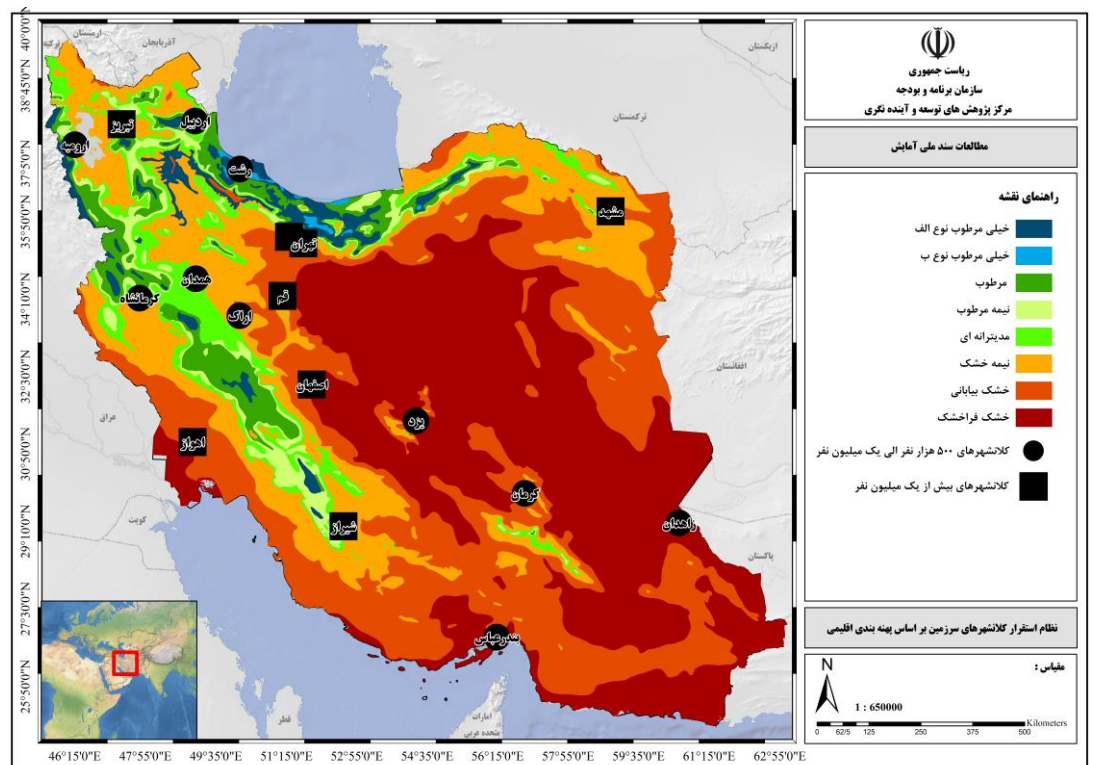 ریاست جمهوری
سازمان برنامه و بودجه
مرکز پژوهش های توسعه و آینده نگری
مطالعات سند ملی آمایش
راهنمای نقشه
خیلی مرطوب نوع الف
خیلی مرطوب نوع ب
مرطوب
نیمه مرطوب
مدیترانه ای
نیمه خشک
خشک بیابانی
خشک فراخشک
کلانشهرهای ۵۰۰ هزار نفر الی یک میلیون نفر
کلانشهرهای بیش از یک میلیون نفر
نظام استقرار کلانشهرهای سرزمین بر اساس پهنه بندی اقلیمی
مقیاس :
N
1 : 650000
Kilometers
0 62/5 125 250 375 500
ارمنستان
ترکیه
آذربایجان
ازبکستان
ترکمنستان
افغانستان
پاکستان
عراق
کویت
قطر
امارات
متحده عربی
تبریز
اردبیل
ارومیه
رشت
مشهد
تهران
همدان
کرمانشاه
قم
اراک
اصفهان
یزد
اهواز
کرمان
شیراز
زاهدان
بندرعباس
40°0'0"N
38°45'0"N
37°5'0"N
35°50'0"N
34°10'0"N
32°30'0"N
30°50'0"N
29°10'0"N
27°30'0"N
25°50'0"N
46°15'0"E 47°55'0"E 49°35'0"E 51°15'0"E 52°55'0"E 54°35'0"E 56°15'0"E 57°55'0"E 59°35'0"E 61°15'0"E 62°55'0"E